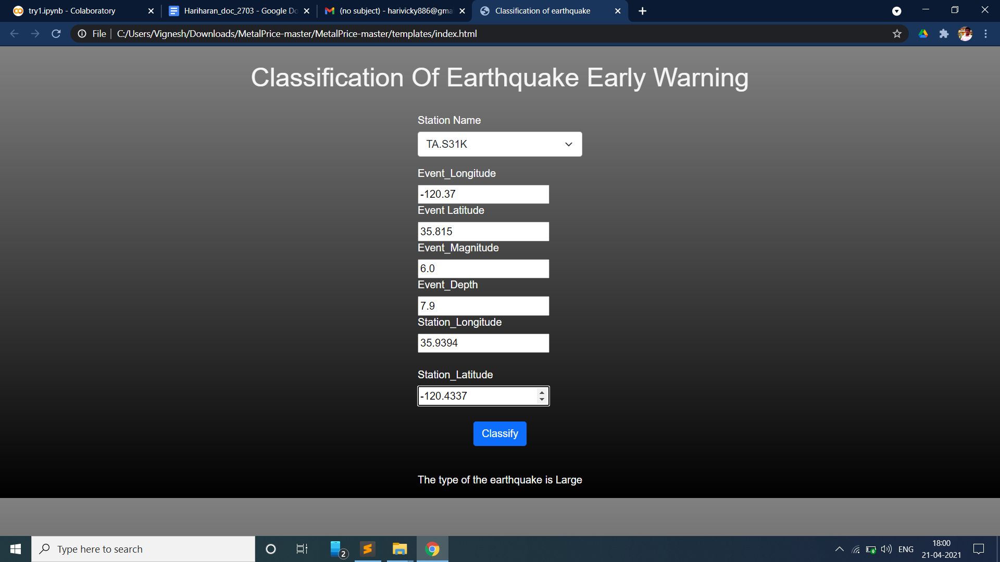 try1.ipynb - Colaboratory
Hariharan_doc_2703 - Google Do
(no subject) - harivicky886@gma
Classification of earthquake
File
C:/Users/Vignesh/Downloads/MetalPrice-master/MetalPrice-master/templates/index.html
Classification Of Earthquake Early Warning
Station Name
TA.S31K
Event_Longitude
-120.37
Event Latitude
35.815
Event_Magnitude
6.0
Event_Depth
7.9
Station_Longitude
35.9394
Station_Latitude
-120.4337
Classify
The type of the earthquake is Large
Type here to search
2
ENG
18:00
21-04-2021